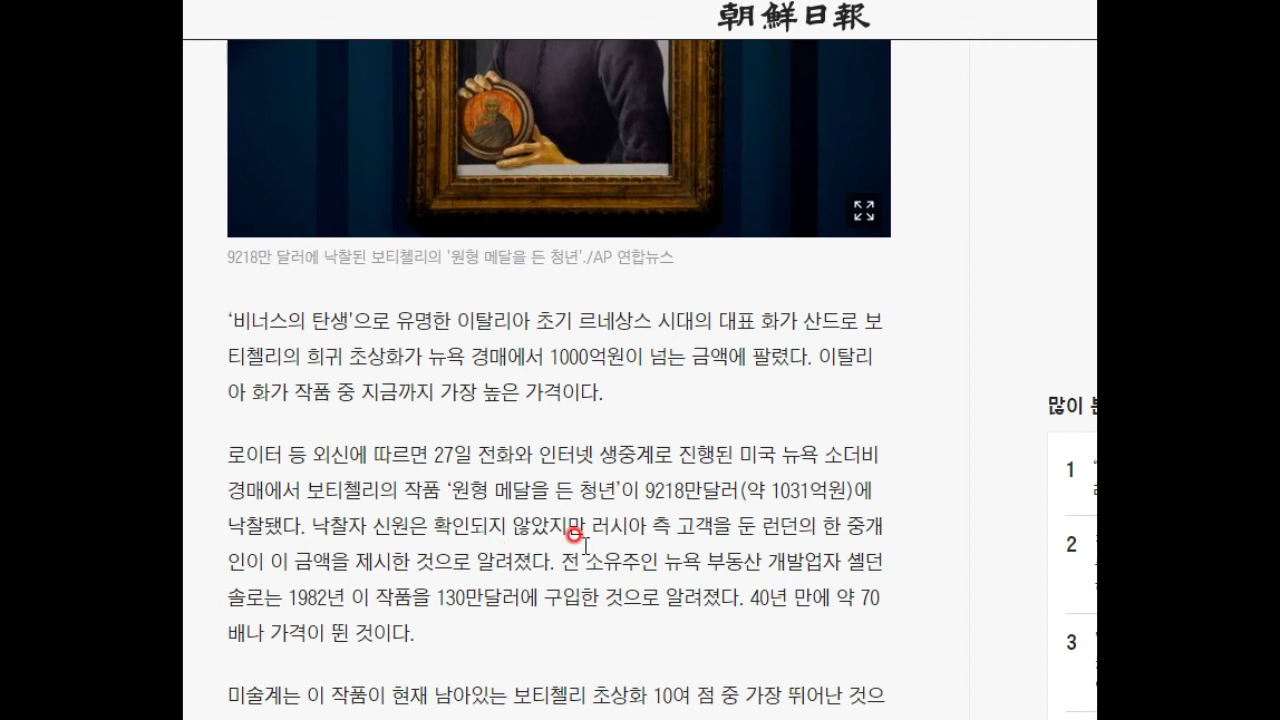 朝鮮日報
9218만 달러에 낙찰된 보티첼리의 '원형 메달을 든 청년'./AP 연합뉴스
‘비너스의 탄생'으로 유명한 이탈리아 초기 르네상스 시대의 대표 화가 산드로 보
티첼리의 희귀 초상화가 뉴욕 경매에서 1000억원이 넘는 금액에 팔렸다. 이탈리
아 화가 작품 중 지금까지 가장 높은 가격이다.
로이터 등 외신에 따르면 27일 전화와 인터넷 생중계로 진행된 미국 뉴욕 소더비
경매에서 보티첼리의 작품 ‘원형 메달을 든 청년’이 9218만달러(약 1031억원)에
낙찰됐다. 낙찰자 신원은 확인되지 않았지만 러시아 측 고객을 둔 런던의 한 중개
인이 이 금액을 제시한 것으로 알려졌다. 전 소유주인 뉴욕 부동산 개발업자 셸던
솔로는 1982년 이 작품을 130만달러에 구입한 것으로 알려졌다. 40년 만에 약 70
배나 가격이 뛴 것이다.
미술계는 이 작품이 현재 남아있는 보티첼리 초상화 10여 점 중 가장 뛰어난 것으
많이
1
2
3